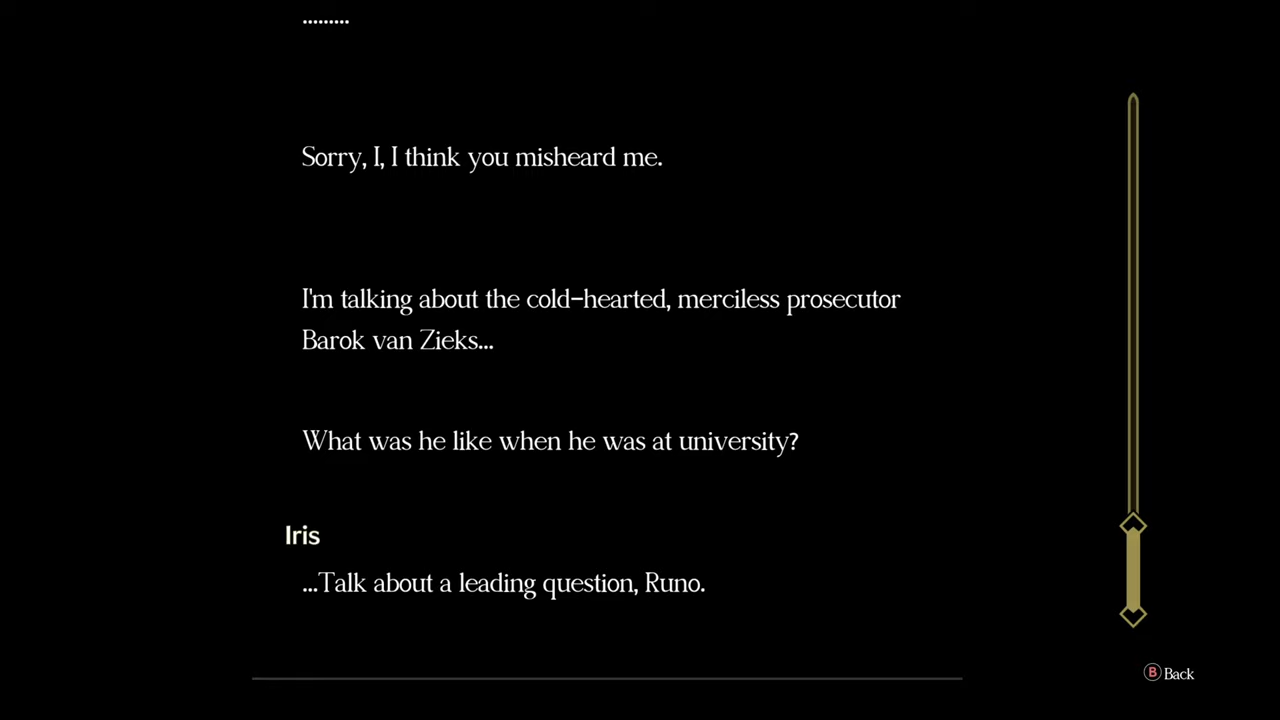 .........
Sorry, I, I think you misheard me.
I'm talking about the cold-hearted, merciless prosecutor
Barok van Zieks...
What was he like when he was at university?
Iris
...Talk about a leading question, Runo.
B Back